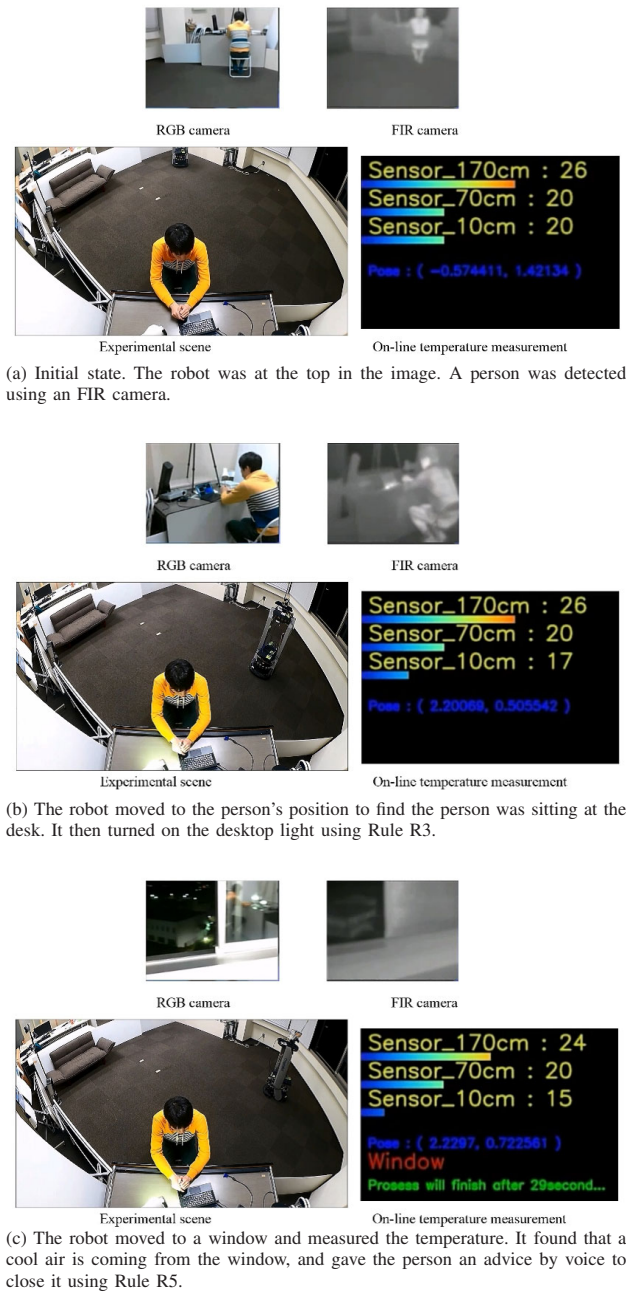 RGB camera
FIR camera
Sensor_170cm : 26
Sensor_70cm : 20
Sensor_10cm : 20
Pose : ( -0.574411, 1.42134 )
Experimental scene
On-line temperature measurement
(a) Initial state. The robot was at the top in the image. A person was detected
using an FIR camera.
RGB camera
FIR camera
Sensor_170cm : 26
Sensor_70cm : 20
Sensor_10cm : 17
Pose : ( 2.20069, 0.505542 )
Experimental scene
On-line temperature measurement
(b) The robot moved to the person's position to find the person was sitting at the
desk. It then turned on the desktop light using Rule R3.
RGB camera
FIR camera
Sensor_170cm : 24
Sensor_70cm : 20
Sensor_10cm : 15
Pose : ( 2.2297, 0.722561 )
Window
Prosess will finish after 29second...
Experimental scene
On-line temperature measurement
(c) The robot moved to a window and measured the temperature. It found that a
cool air is coming from the window, and gave the person an advice by voice to
close it using Rule R5.